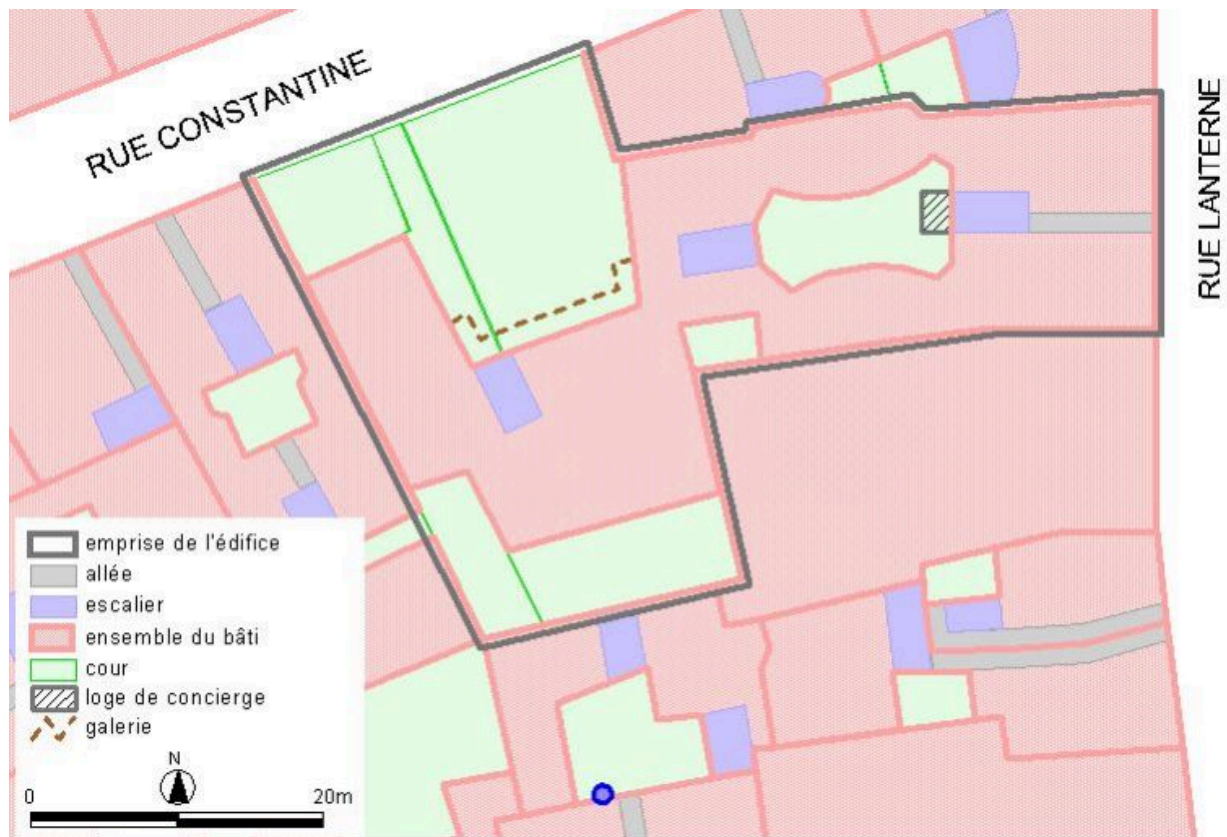 RUE CONSTANTINE
RUE LANTERNE
emprise de l'édifice
allée
escalier
ensemble du bâti
cour
loge de concierge
galerie
N
0 20m